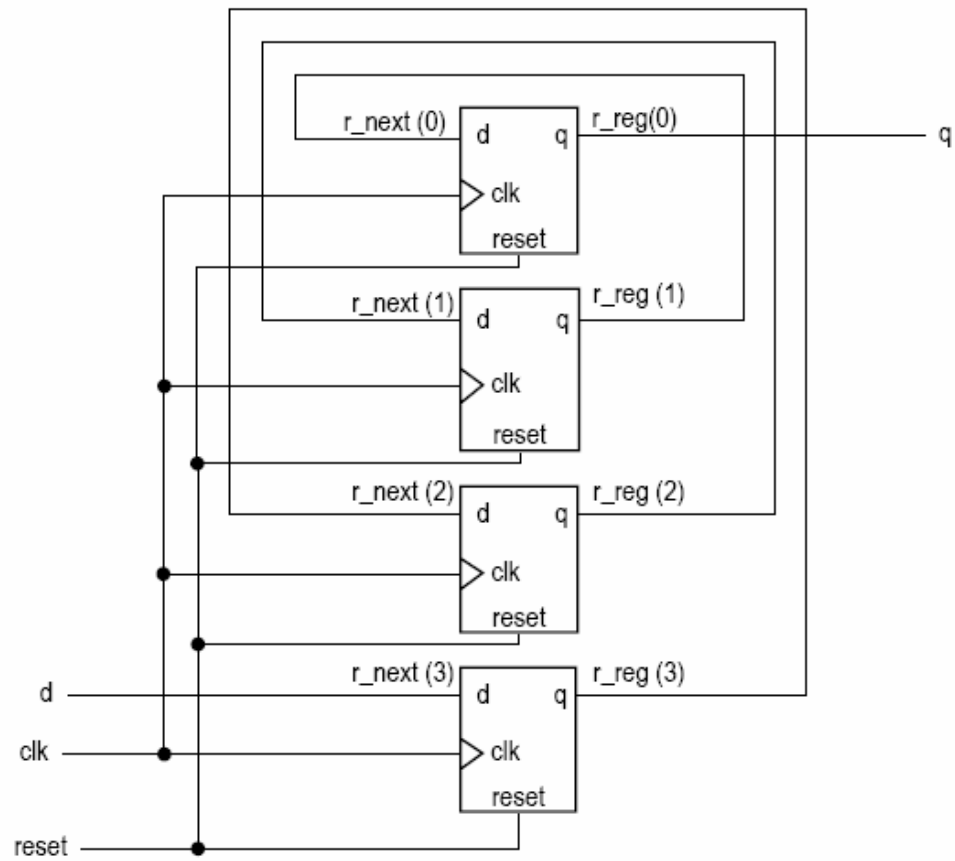 r_next (0)
r_reg(0)
d
q
q
clk
reset
r_next (1)
r_reg (1)
d
q
clk
reset
r_next (2)
r_reg (2)
d
q
clk
reset
r_next (3)
r_reg (3)
d
d
q
clk
clk
reset
reset